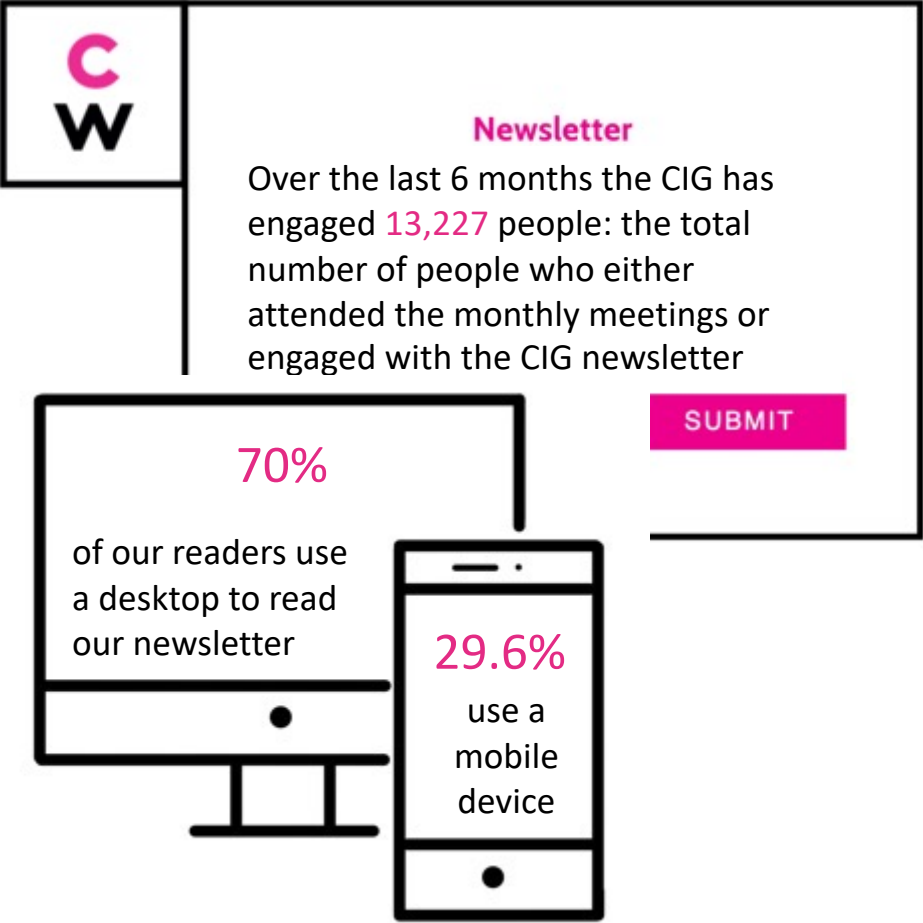 C
W
Newsletter
Over the last 6 months the CIG has
engaged 13,227 people: the total
number of people who either
attended the monthly meetings or
engaged with the CIG newsletter
SUBMIT
70%
of our readers use
a desktop to read
our newsletter
29.6%
use a
mobile
device